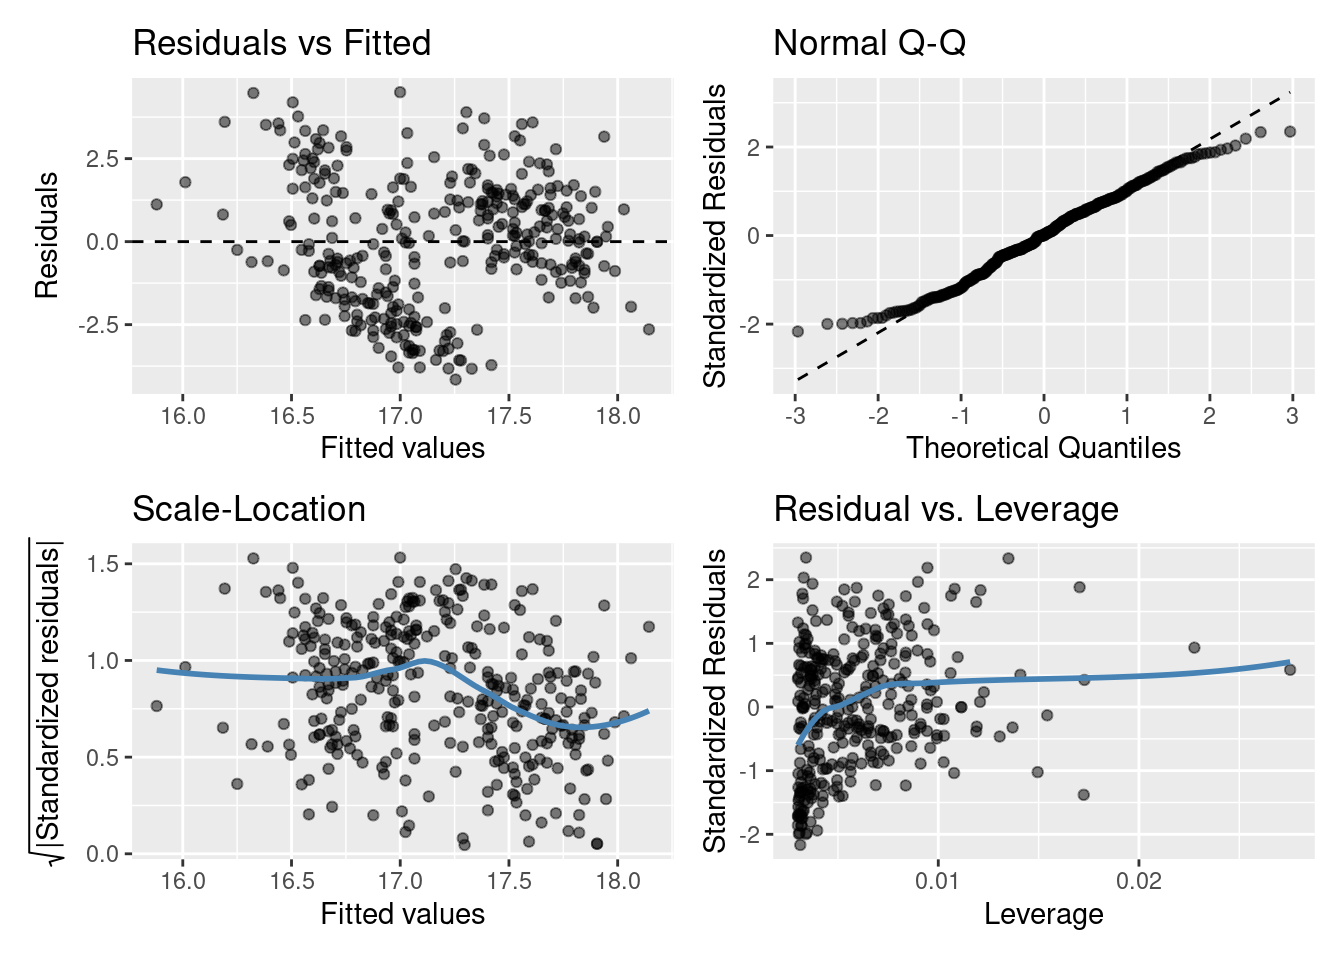 Residuals vs Fitted
Residuals
2.5
0.0
-2.5
16.0 16.5 17.0 17.5 18.0
Fitted values
Normal Q-Q
Standardized Residuals
2
0
-2
-3 -2 -1 0 1 2 3
Theoretical Quantiles
Scale-Location
√|Standardized residuals|
1.5
1.0
0.5
0.0
16.0 16.5 17.0 17.5 18.0
Fitted values
Residual vs. Leverage
Standardized Residuals
2
1
0
-1
-2
0.01 0.02
Leverage